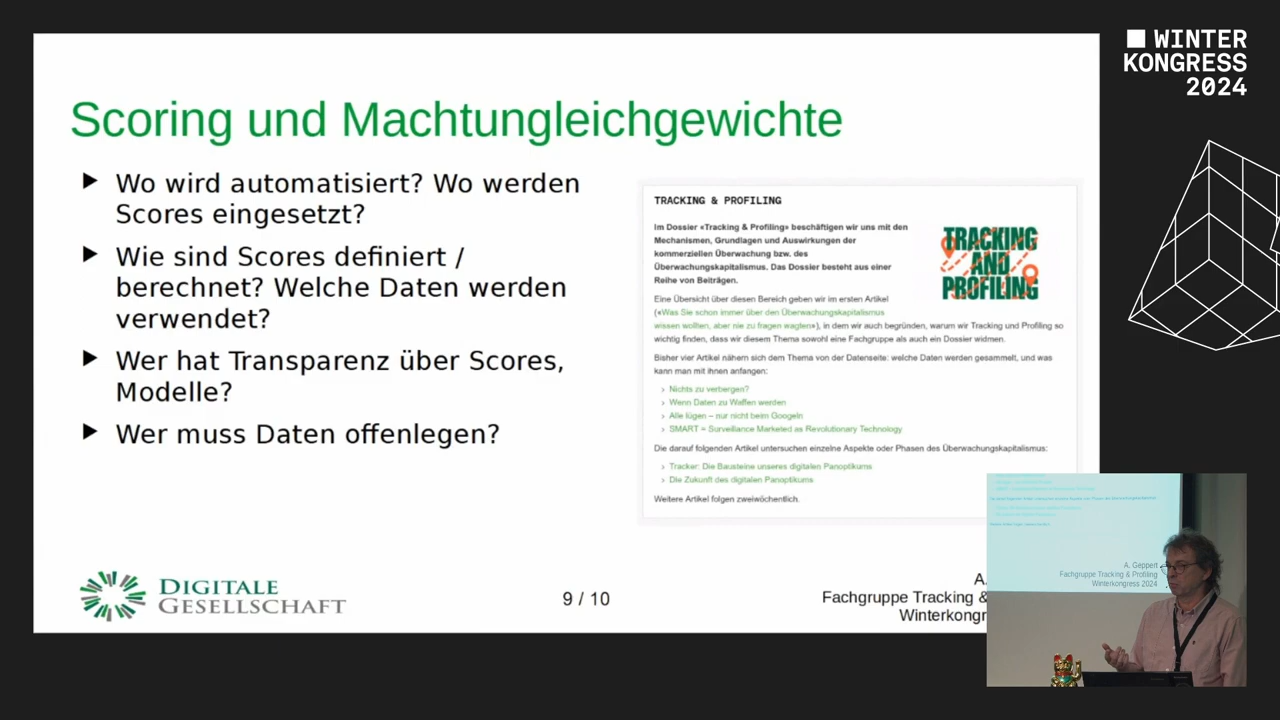 WINTER
KONGRESS
2024
Scoring und Machtungleichgewichte
Wo wird automatisiert? Wo werden
Scores eingesetzt?
Wie sind Scores definiert /
berechnet? Welche Daten werden
verwendet?
Wer hat Transparenz über Scores,
Modelle?
Wer muss Daten offenlegen?
TRACKING & PROFILING
Im Dossier «Tracking & Profiling» beschäftigen wir uns mit den
Mechanismen, Grundlagen und Auswirkungen der
kommerziellen Überwachung bzw. des
Überwachungskapitalismus. Das Dossier besteht aus einer
Reihe von Beiträgen.
TRACKING
AND
PROFILING
Eine Übersicht über diesen Bereich geben wir im ersten Artikel
(«Was Sie schon immer über den Überwachungskapitalismus
wissen wollten, aber nie zu fragen wagten»), in dem wir auch begründen, warum wir Tracking und Profiling so
wichtig finden, dass wir diesem Thema sowohl eine Fachgruppe als auch ein Dossier widmen.
Bisher vier Artikel nähern sich dem Thema von der Datenseite: welche Daten werden gesammelt, und was
kann man mit ihnen anfangen:
› Nichts zu verbergen?
› Wenn Daten zu Waffen werden
› Alle lügen – nur nicht beim Googeln
› SMART = Surveillance Marketed as Revolutionary Technology
Die darauf folgenden Artikel untersuchen einzelne Aspekte oder Phasen des Überwachungskapitalismus:
› Tracker: Die Bausteine unseres digitalen Panoptikums
› Die Zukunft des digitalen Panoptikums
Weitere Artikel folgen zweiwöchentlich.
DIGITALE
GESELLSCHAFT
9 / 10
A.
Fachgruppe Tracking &
Winterkongr
A. Geppert
Fachgruppe Tracking & Profiling
Winterkongress 2024